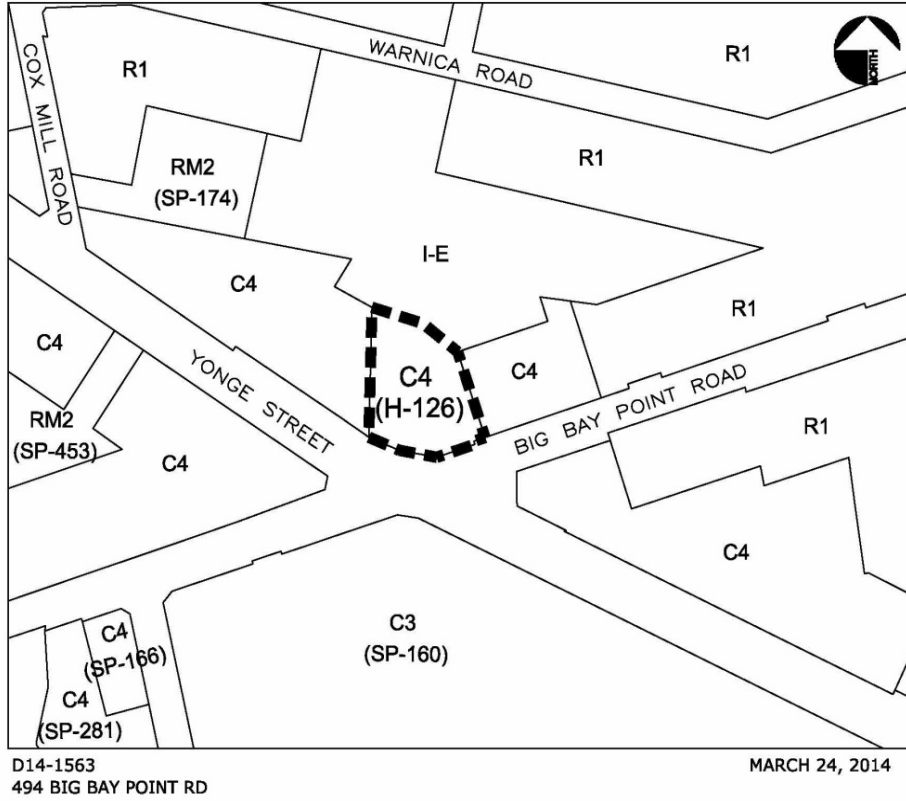 R1
WARNICA ROAD
R1
NORTH
COX MILL ROAD
R1
RM2
(SP-174)
I-E
C4
R1
C4
YONGE STREET
C4
(H-126)
C4
BIG BAY POINT ROAD
RM2
(SP-453)
C4
R1
C4
C3
(SP-160)
C4
(SP-166)
C4
(SP-281)
D14-1563
494 BIG BAY POINT RD
MARCH 24, 2014